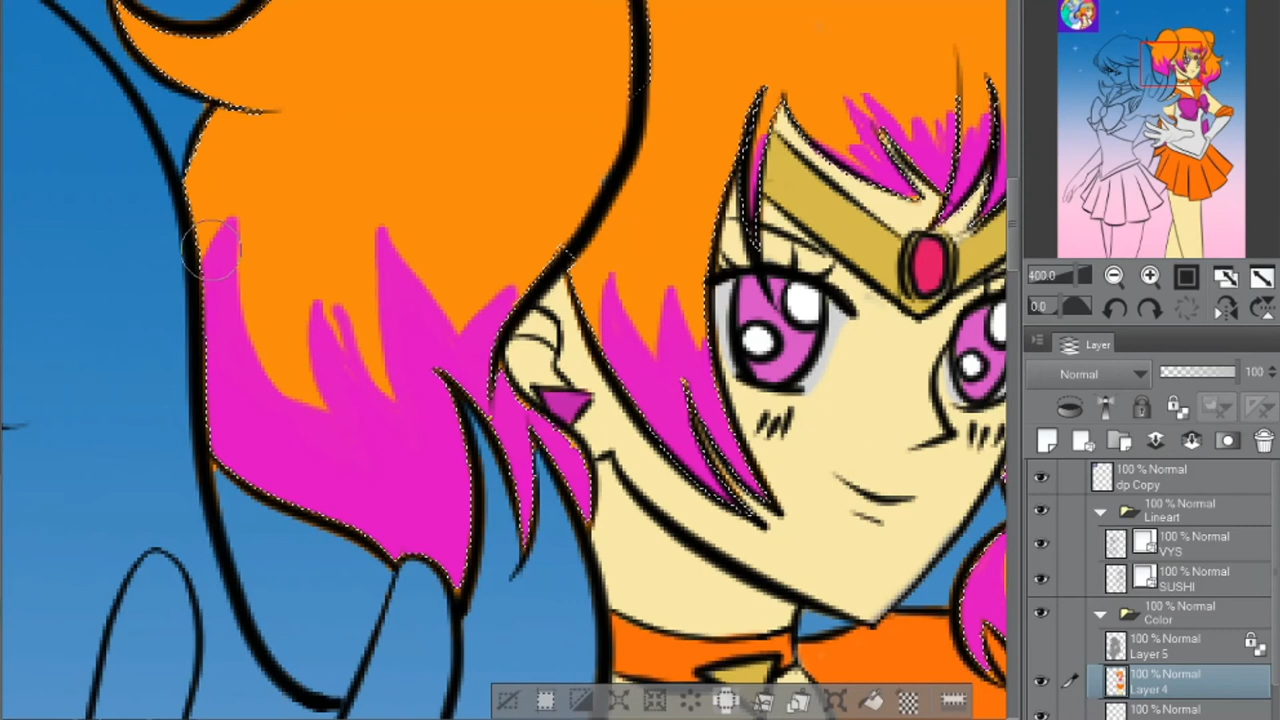 400.0
0.0
Layer
Normal
100
100 % Normal
dp Copy
100 % Normal
Lineart
100 % Normal
VYS
100 % Normal
SUSHI
100 % Normal
Color
100 % Normal
Layer 5
100 % Normal
Layer 4
100 % Normal